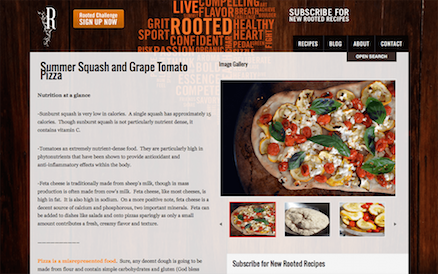 R
Rooted Challenge
SIGN UP NOW
LIVE COMPELLING
GRIT
SPORT
ROOTED
HEALTHY
HEART
CONFIDENT
RISK PASSION ORGANIC
ESSENCE
FIGHT
SUBSCRIBE FOR
NEW ROOTED RECIPES
RECIPES BLOG ABOUT CONTACT
OPEN SEARCH
Summer Squash and Grape Tomato
Pizza
Image Gallery
Nutrition at a glance
-Sunburst squash is very low in calories. A single squash has approximately 12
calories. Though sunburst squash is not particularly nutrient dense, it
contains vitamin C.
-Tomatoes an extremely nutrient-dense food. They are particularly high in
phytonutrients that have been shown to provide antioxidant and
anti-inflammatory effects within the body.
-Feta cheese is traditionally made from sheep's milk, though in mass
production is often made from cow's milk. Feta cheese, like most cheeses, is
high in fat. It is also high in sodium. On a more positive note, feta cheese is a
decent source of calcium and phosphorous, two important minerals. Feta can
be added to dishes like salads and onto pizzas sparingly as only a small
amount contributes a fresh, creamy flavor and texture.
Pizza is a misrepresented food. Sure, any decent dough is going to be
made from flour and contain simple carbohydrates and gluten (God bless
Subscribe for New Rooted Recipes